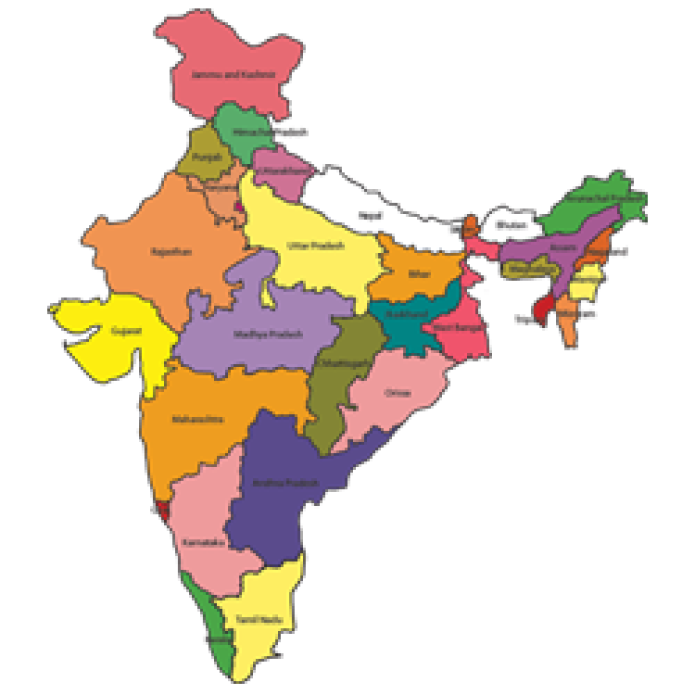 Jammu and Kashmir
Himachal Pradesh
Punjab
Uttarakhand
Haryana
Nepal
Bhutan
Arunachal Pradesh
Rajasthan
Uttar Pradesh
Assam
Nagaland
Bihar
Meghalaya
Manipur
Gujarat
Madhya Pradesh
Jharkhand
West Bengal
Tripura
Mizoram
Chhattisgarh
Orissa
Maharashtra
Andhra Pradesh
Karnataka
Tamil Nadu
Kerala